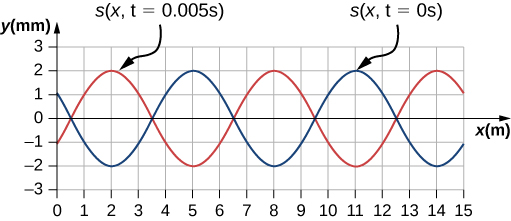 s(x, t = 0.005s)
s(x, t = 0s)
y(mm)
3
2
1
0
−1
−2
−3
x(m)
0 1 2 3 4 5 6 7 8 9 10 11 12 13 14 15